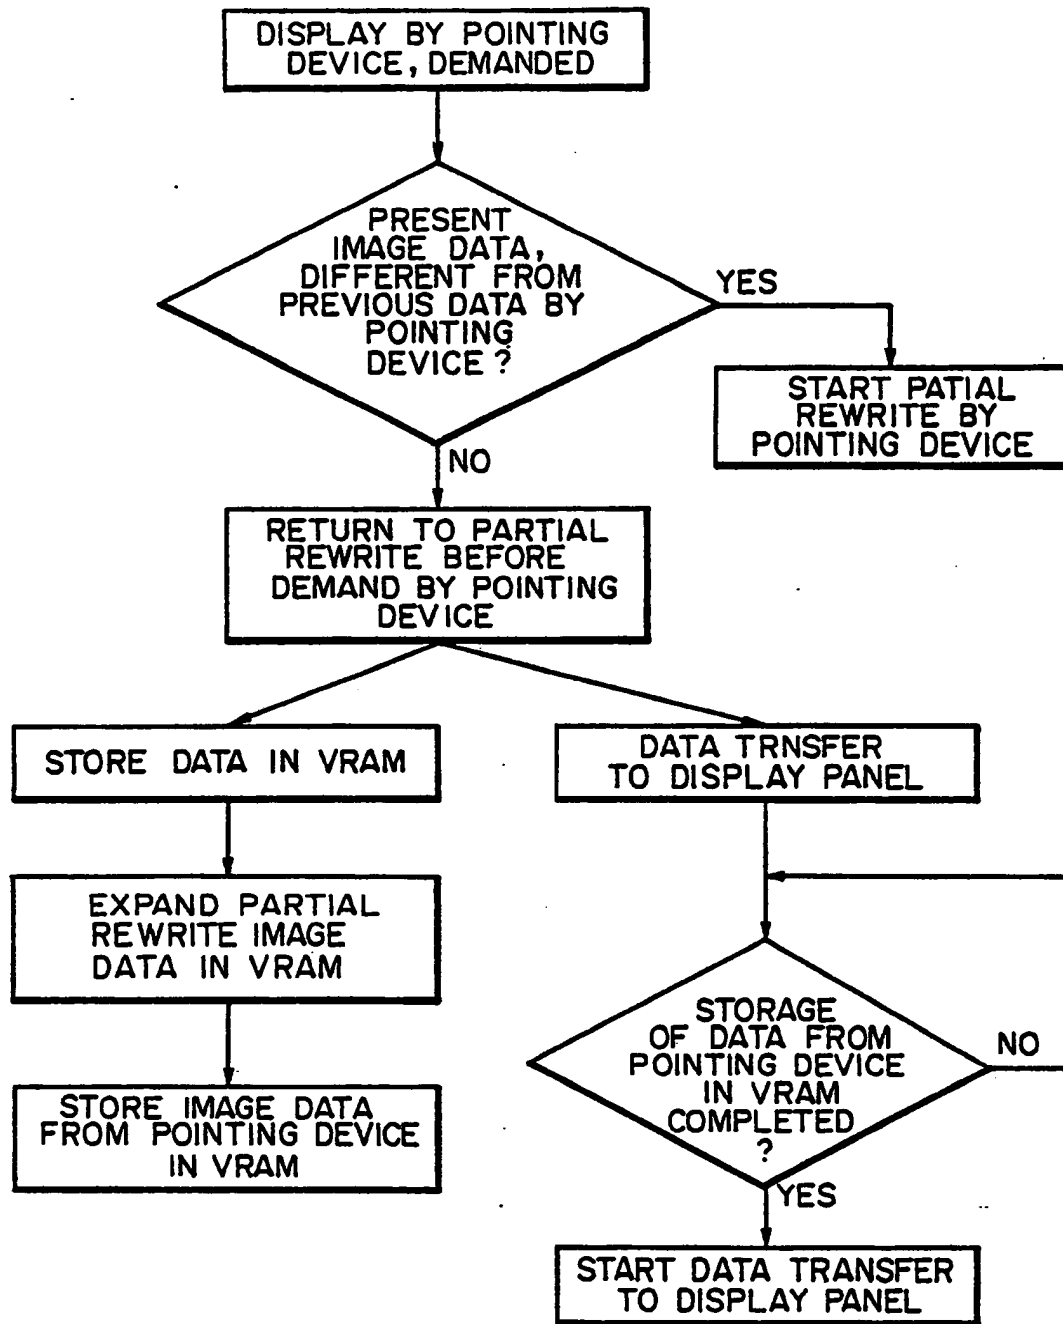 DISPLAY BY POINTING
DEVICE, DEMANDED
PRESENT
IMAGE DATA,
DIFFERENT FROM
PREVIOUS DATA BY
POINTING
DEVICE ?
YES
START PATIAL
REWRITE BY
POINTING DEVICE
NO
RETURN TO PARTIAL
REWRITE BEFORE
DEMAND BY POINTING
DEVICE
STORE DATA IN VRAM
EXPAND PARTIAL
REWRITE IMAGE
DATA IN VRAM
STORE IMAGE DATA
FROM POINTING DEVICE
IN VRAM
DATA TRNSFER
TO DISPLAY PANEL
STORAGE
OF DATA FROM
POINTING DEVICE
IN VRAM
COMPLETED
?
NO
YES
START DATA TRANSFER
TO DISPLAY PANEL